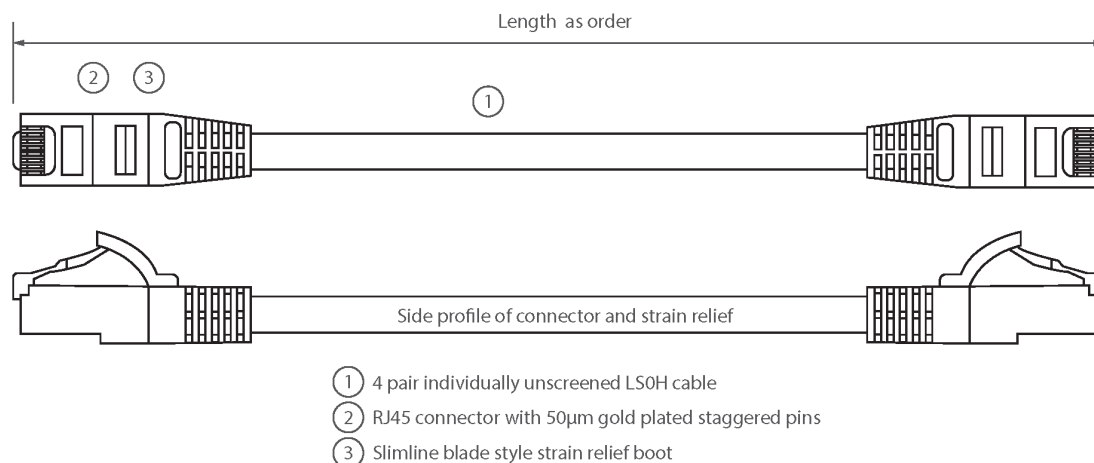 Length as order
2 3
1
Side profile of connector and strain relief
1 4 pair individually unscreened LS0H cable
2 RJ45 connector with 50µm gold plated staggered pins
3 Slimline blade style strain relief boot